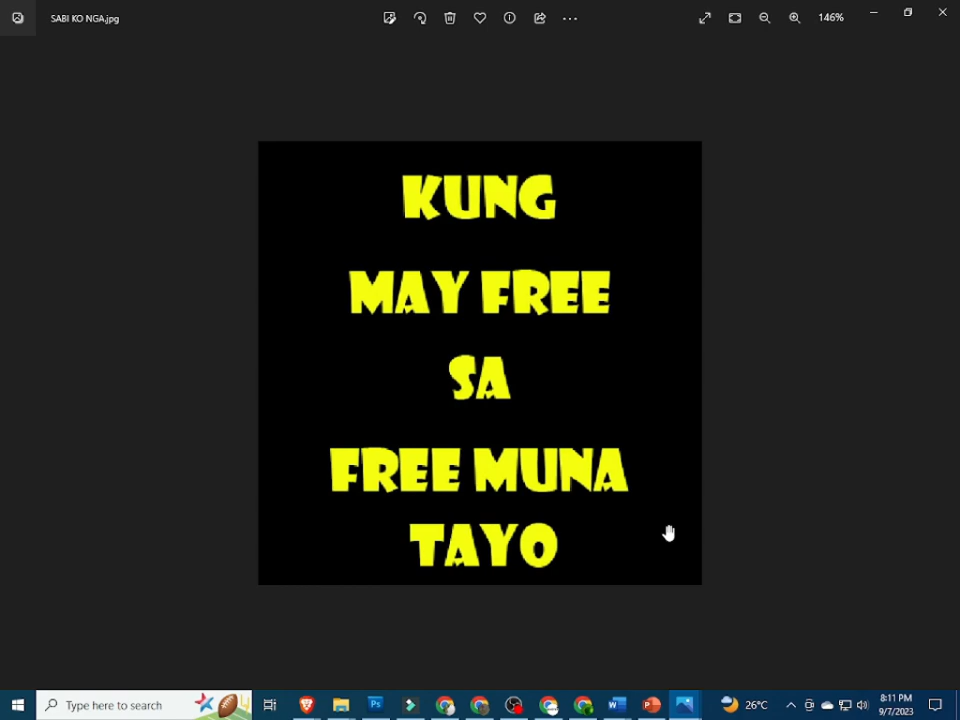 SABI KO NGA.jpg
146%
KUNG
MAY FREE
SA
FREE MUNA
TAYO
Type here to search
26°C
8:11 PM
9/7/2023